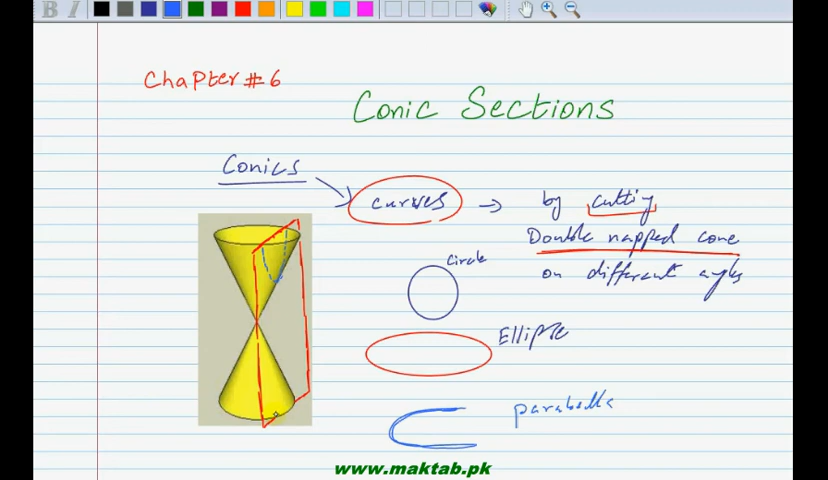 Chapter #6
Conic Sections
Conics
curves → by cutting
Double napped cone
on different angles
circle
Ellipse
parabolla
www.maktab.pk